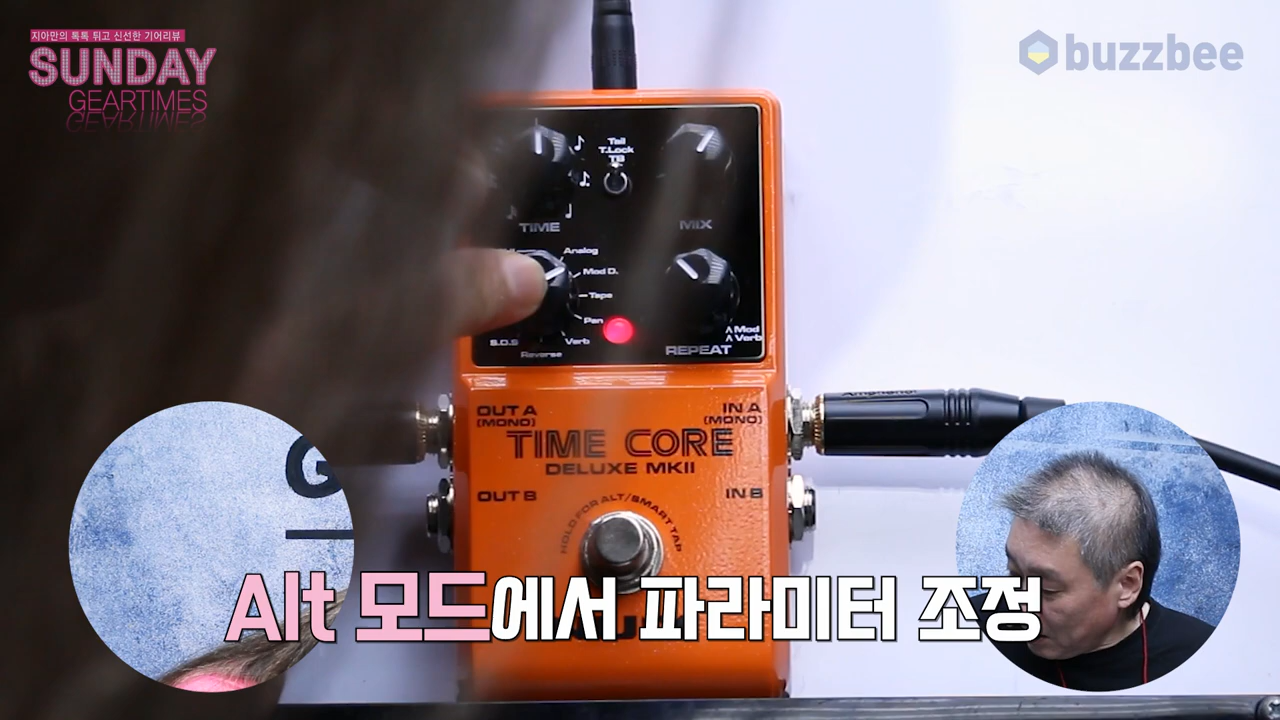 지아만의 톡톡 튀고 신선한 기어리뷰
SUNDAY
GEARTIMES
buzzbee
Tail
T.Lock
TB
TIME
MIX
Analog
Mod D.
Tape
Pan
Verb
Reverse
S.O.S
REPEAT
∧ Mod
∧ Verb
OUT A
(MONO)
IN A
(MONO)
TIME CORE
DELUXE MKII
OUT B
IN B
HOLD FOR ALT/SMART TAP
G
Alt 모드에서 파라미터 조정